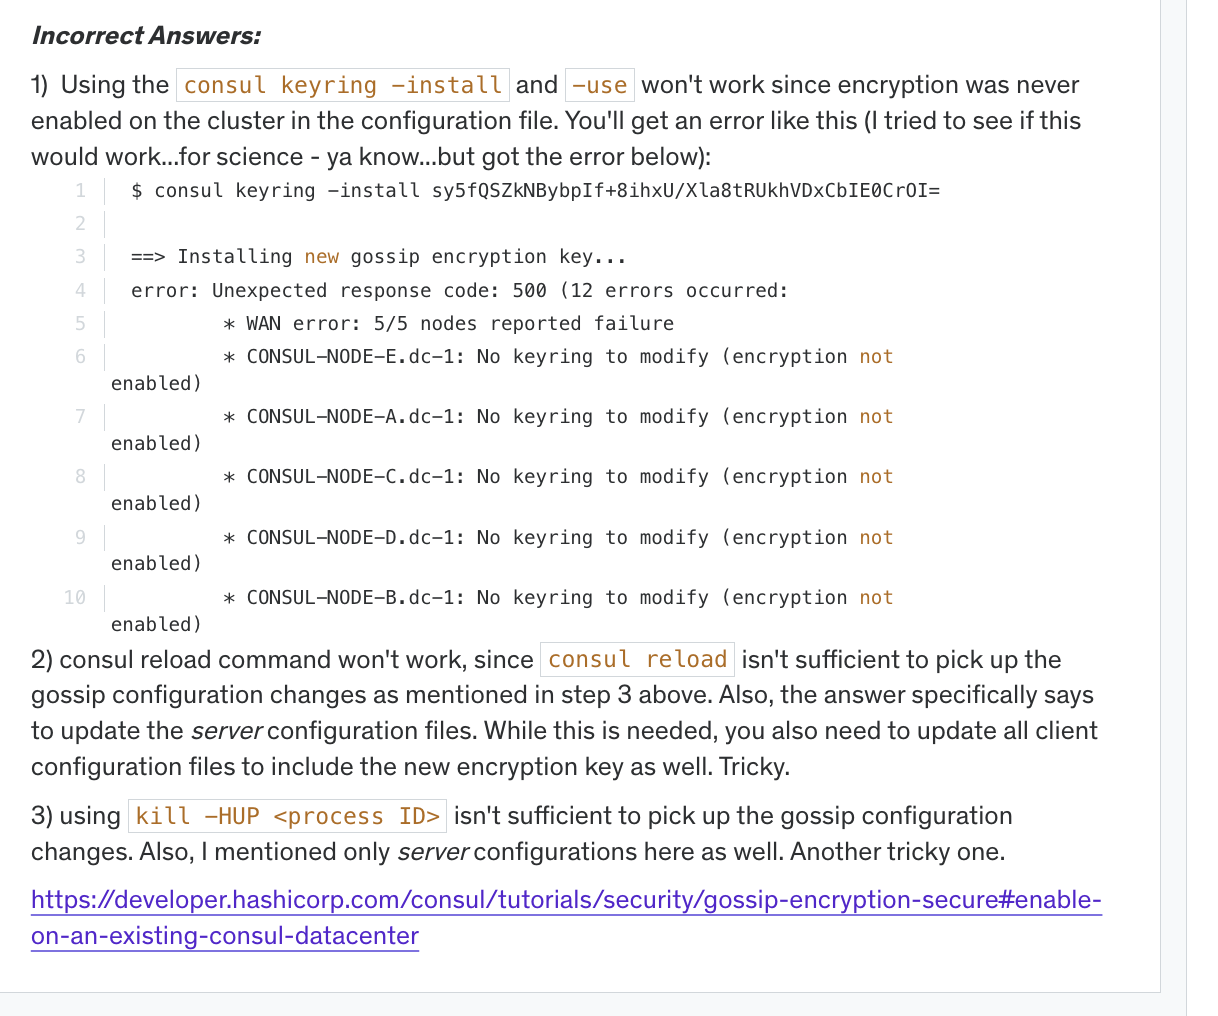 Incorrect Answers:
1)  Using the consul keyring -install and -use won't work since encryption was never
enabled on the cluster in the configuration file. You'll get an error like this (I tried to see if this
would work...for science - ya know...but got the error below):
1 $ consul keyring -install sy5fQSZkNBybpIf+8ihxU/Xla8tRUkhVDxCbIE0CrOI=
2
3 ==> Installing new gossip encryption key...
4 error: Unexpected response code: 500 (12 errors occurred:
5 * WAN error: 5/5 nodes reported failure
6 * CONSUL-NODE-E.dc-1: No keyring to modify (encryption not
enabled)
7 * CONSUL-NODE-A.dc-1: No keyring to modify (encryption not
enabled)
8 * CONSUL-NODE-C.dc-1: No keyring to modify (encryption not
enabled)
9 * CONSUL-NODE-D.dc-1: No keyring to modify (encryption not
enabled)
10 * CONSUL-NODE-B.dc-1: No keyring to modify (encryption not
enabled)
2) consul reload command won't work, since consul reload isn't sufficient to pick up the
gossip configuration changes as mentioned in step 3 above. Also, the answer specifically says
to update the server configuration files. While this is needed, you also need to update all client
configuration files to include the new encryption key as well. Tricky.
3) using kill -HUP <process ID> isn't sufficient to pick up the gossip configuration
changes. Also, I mentioned only server configurations here as well. Another tricky one.
https://developer.hashicorp.com/consul/tutorials/security/gossip-encryption-secure#enable-
on-an-existing-consul-datacenter